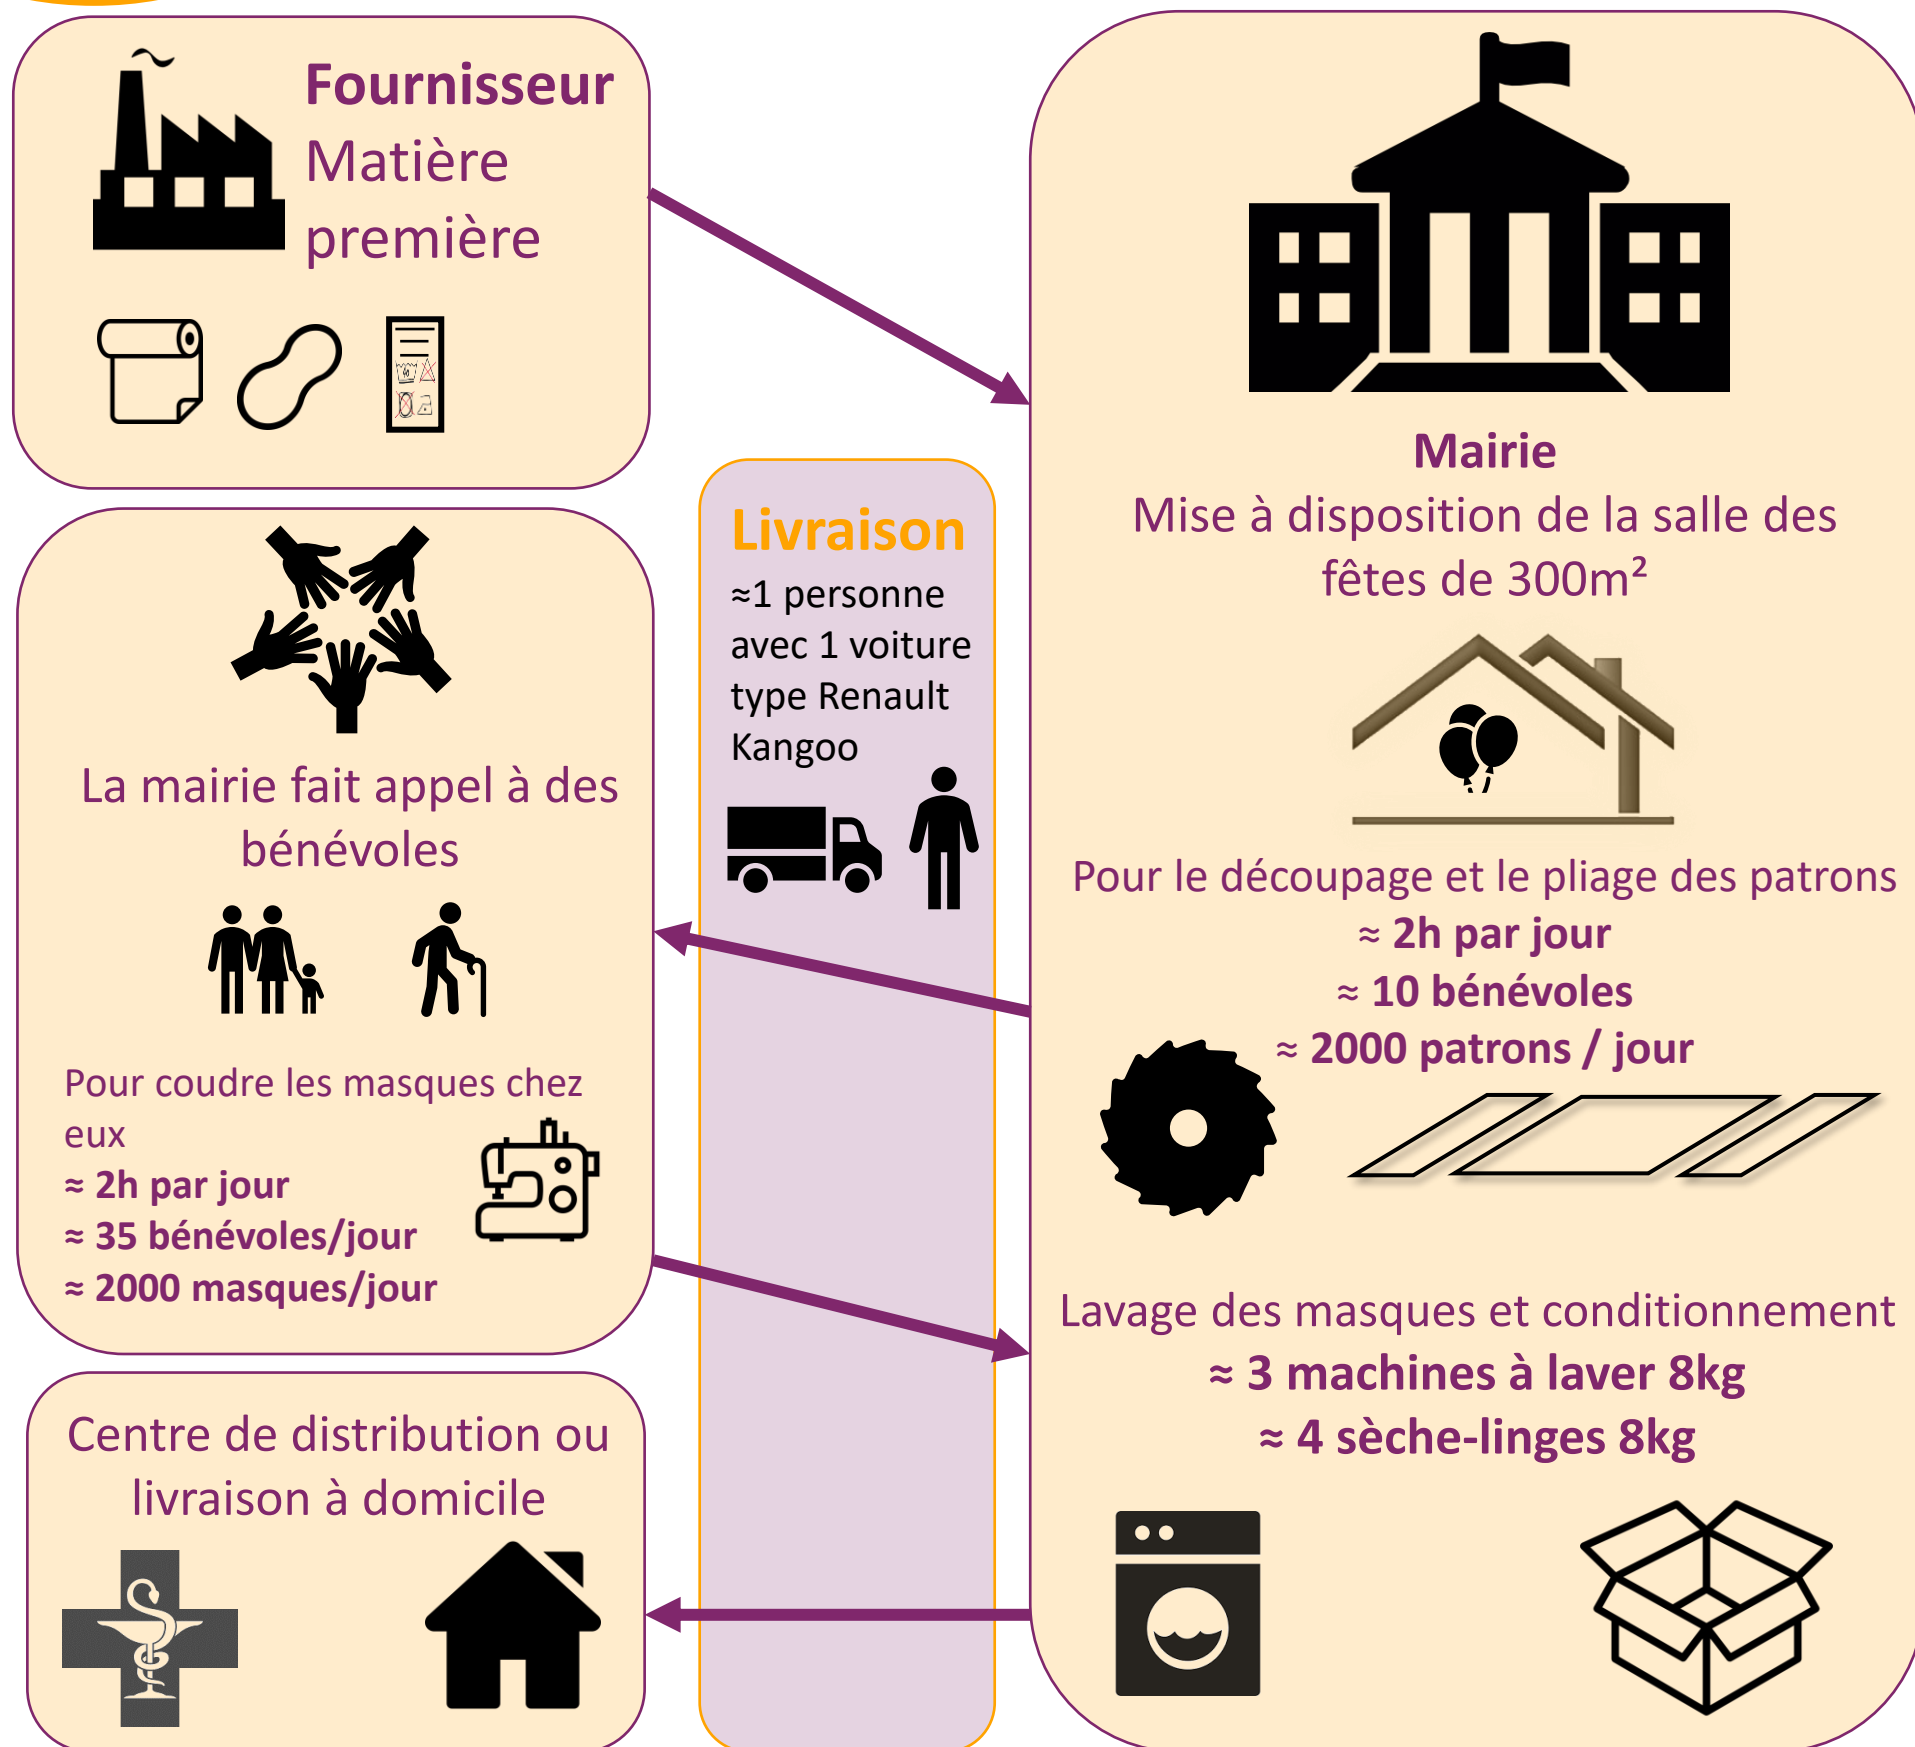 Fournisseur
Matière
première
Mairie
Mise à disposition de la salle des
fêtes de 300m²
Livraison
≈1 personne
avec 1 voiture
type Renault
Kangoo
La mairie fait appel à des
bénévoles
Pour le découpage et le pliage des patrons
≈ 2h par jour
≈ 10 bénévoles
≈ 2000 patrons / jour
Pour coudre les masques chez
eux
≈ 2h par jour
≈ 35 bénévoles/jour
≈ 2000 masques/jour
Lavage des masques et conditionnement
≈ 3 machines à laver 8kg
≈ 4 sèche-linges 8kg
Centre de distribution ou
livraison à domicile